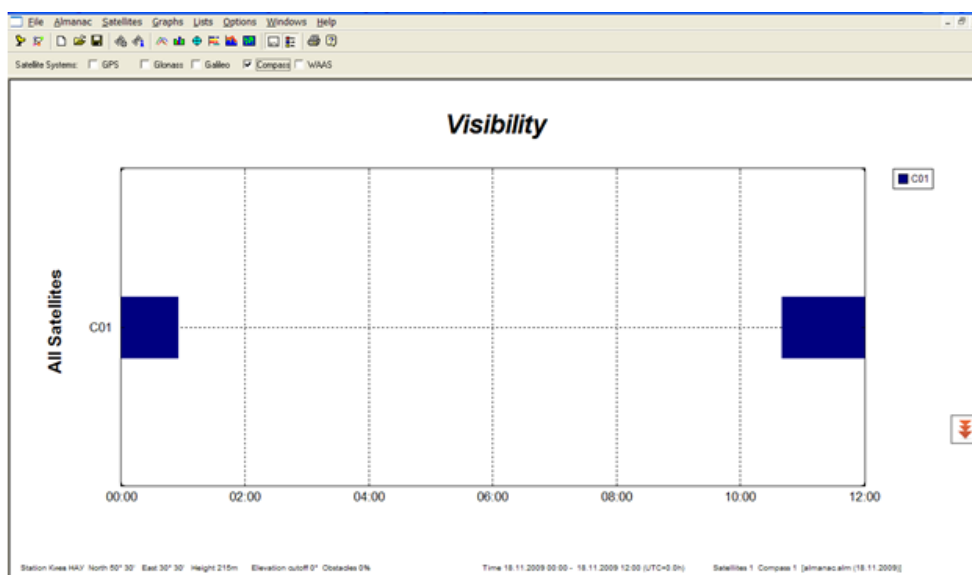 File Almanac Satellites Graphs Lists Options Windows Help
Satellite Systems: GPS Glonass Galileo Compass WAAS
Visibility
C01
All Satellites
C01
00:00 02:00 04:00 06:00 08:00 10:00 12:00
Station Киев НАУ North 50° 30' East 30° 30' Height 215m Elevation cutoff 0° Obstacles 0% Time 18.11.2009 00:00 - 18.11.2009 12:00 (UTC+0.0h) Satellites 1 Compass 1 [almanac.alm (18.11.2009)]